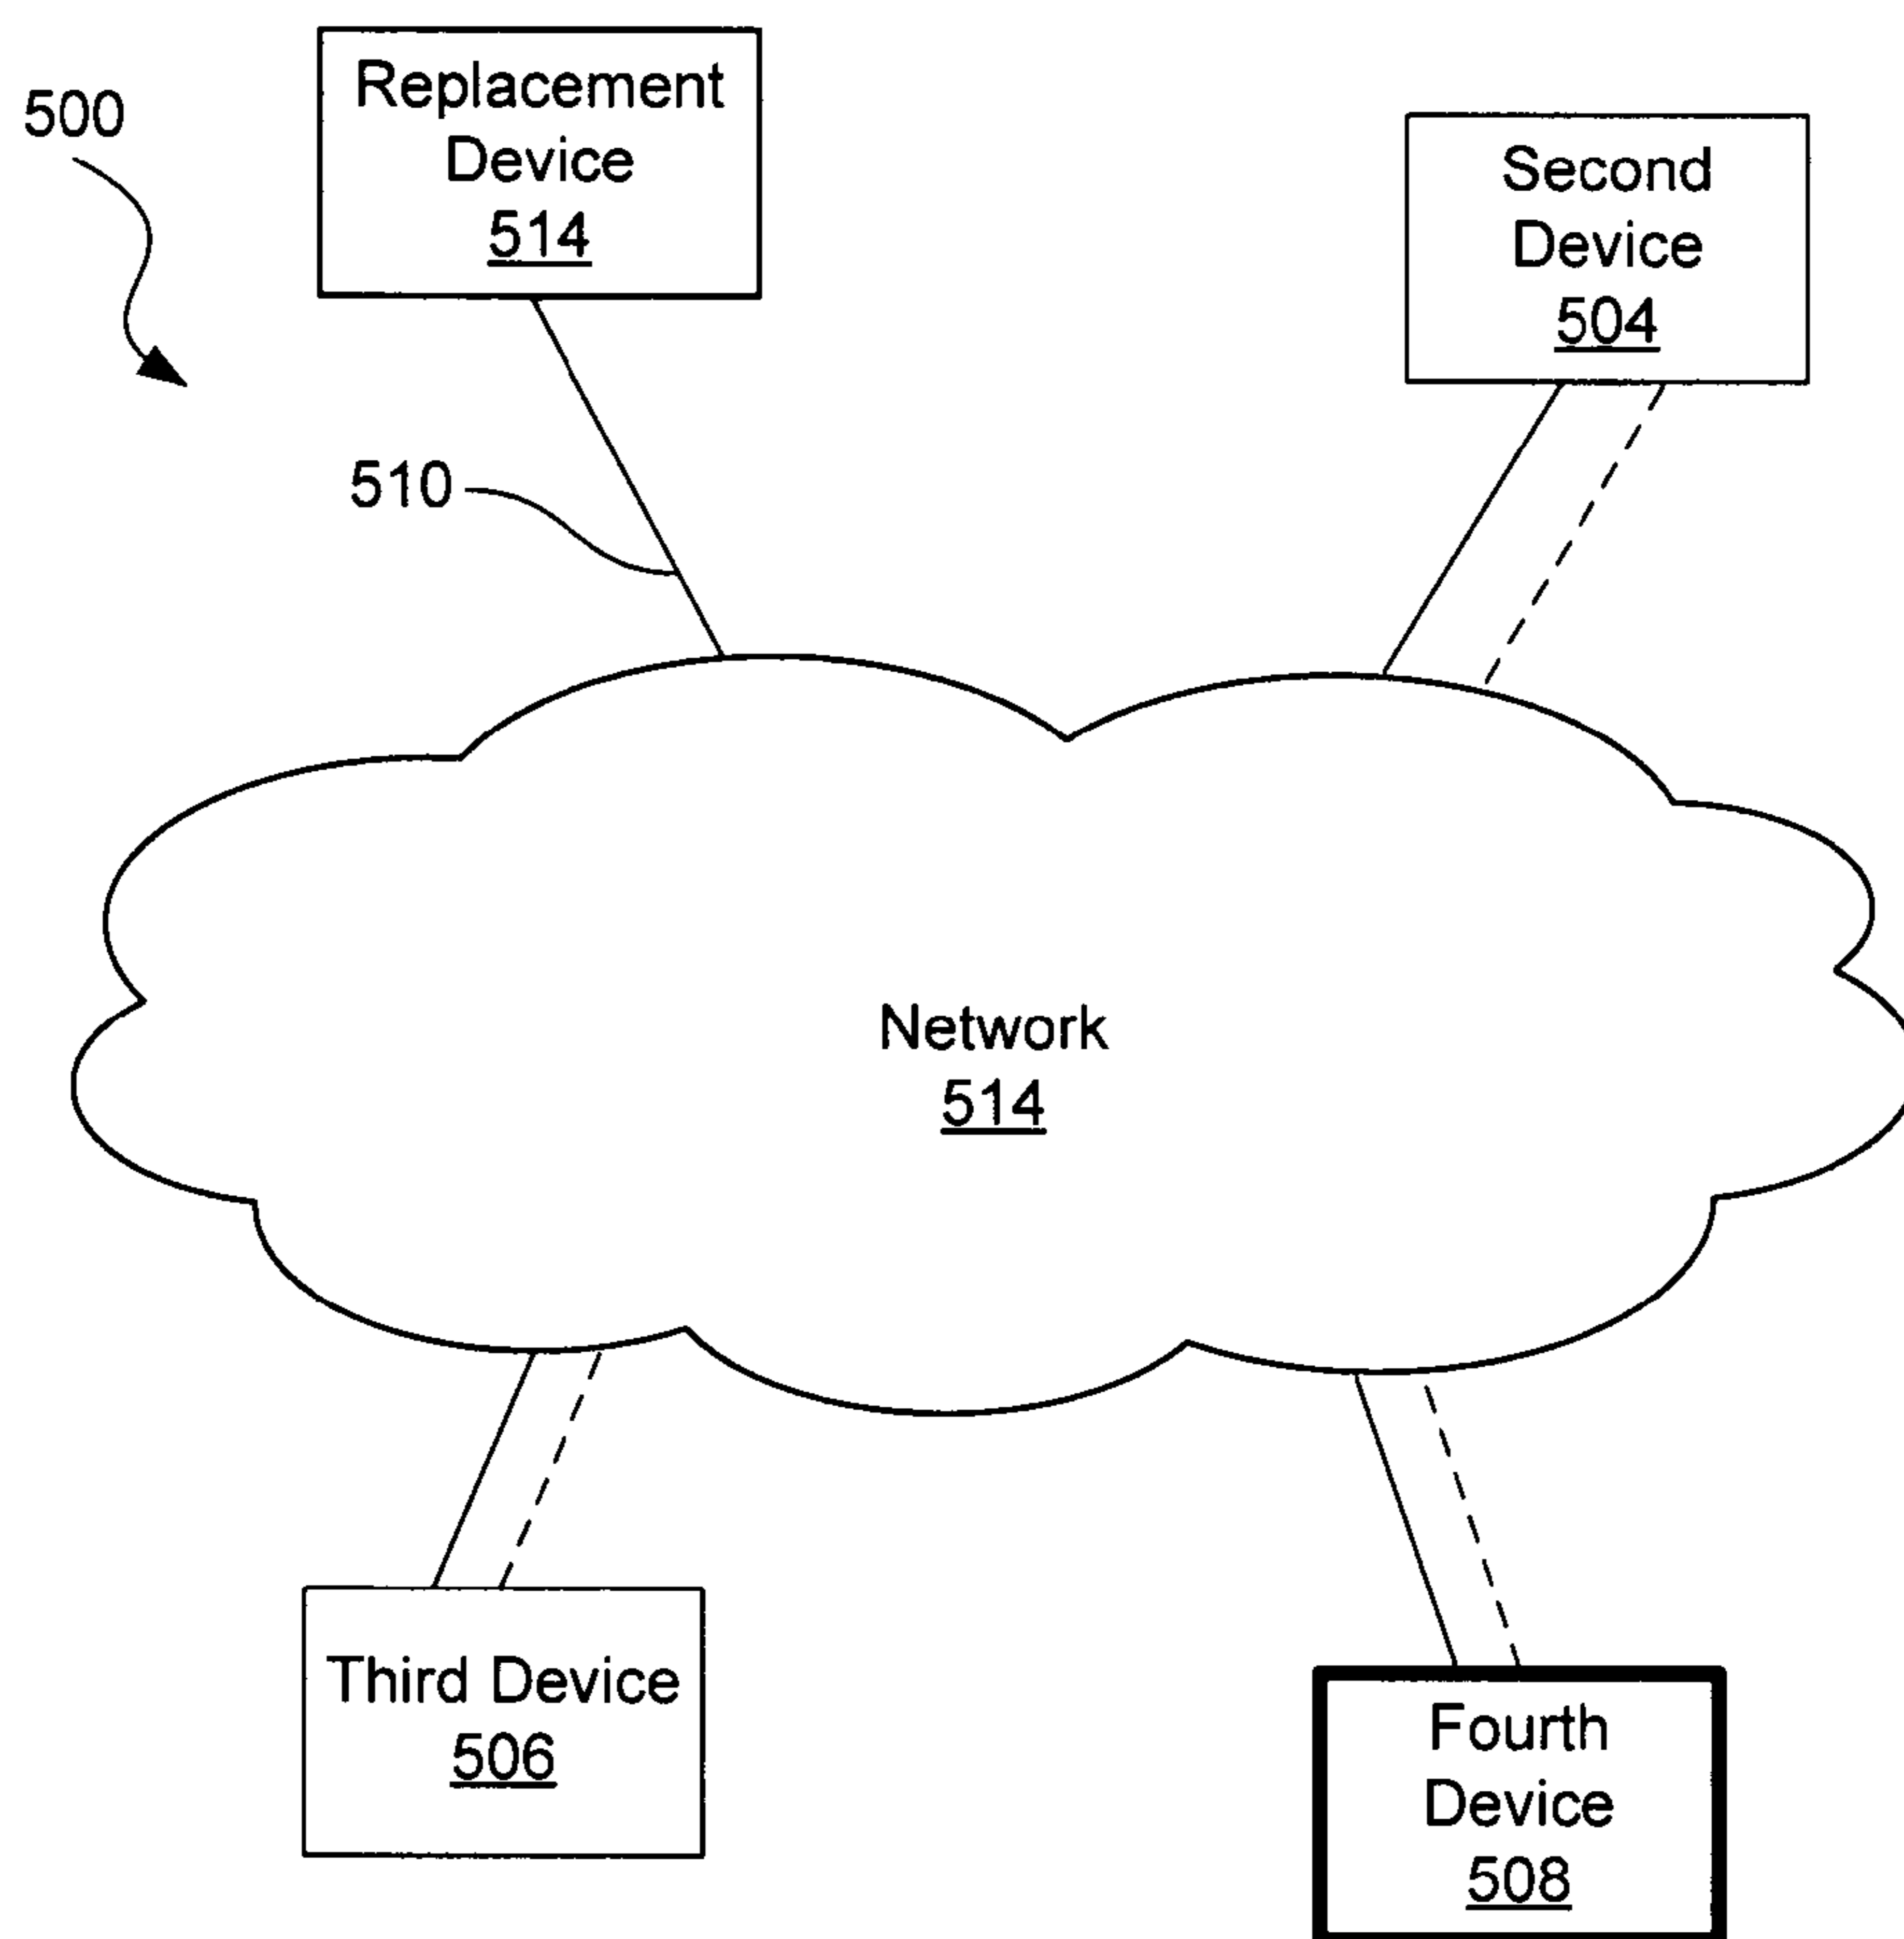 500
Replacement
Device
514
Second
Device
504
510
Network
514
Third Device
506
Fourth
Device
508